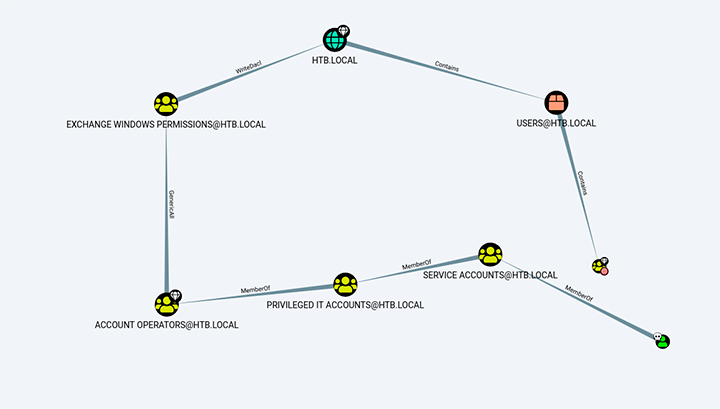 HTB.LOCAL
WriteDacl
Contains
EXCHANGE WINDOWS PERMISSIONS@HTB.LOCAL
USERS@HTB.LOCAL
GenericAll
Contains
MemberOf
SERVICE ACCOUNTS@HTB.LOCAL
MemberOf
PRIVILEGED IT ACCOUNTS@HTB.LOCAL
MemberOf
ACCOUNT OPERATORS@HTB.LOCAL